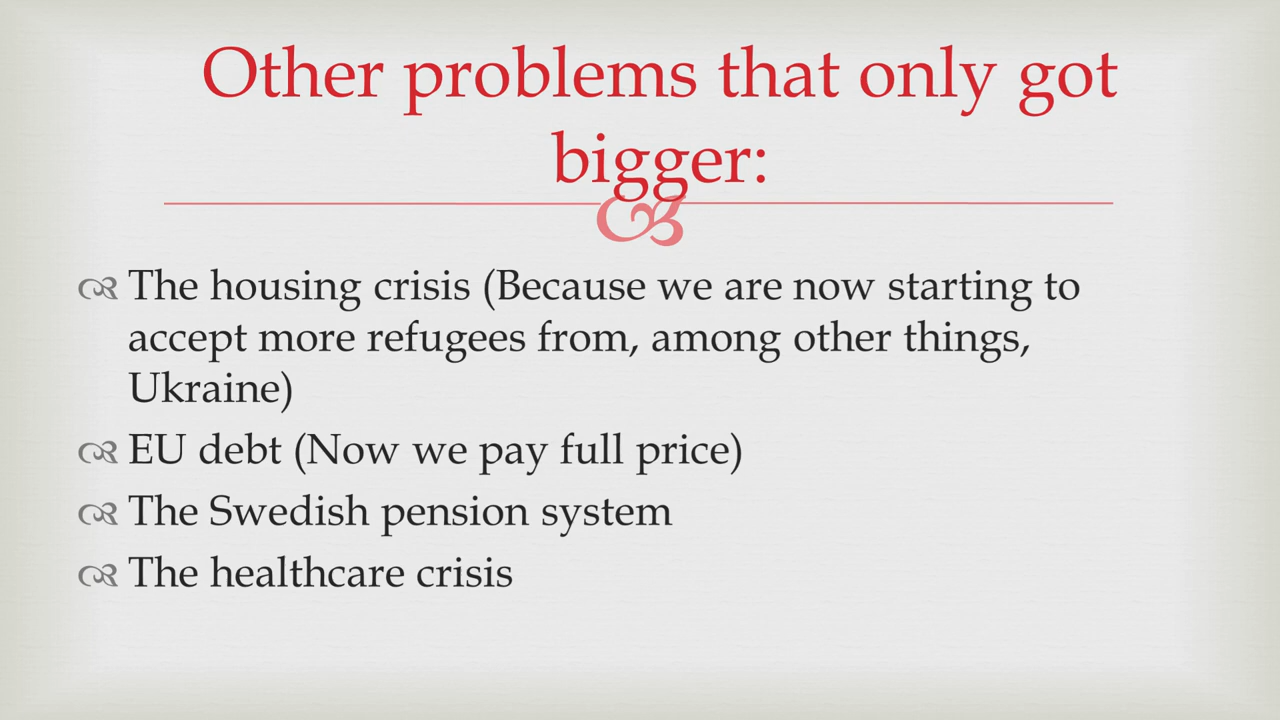 Other problems that only got
bigger:
The housing crisis (Because we are now starting to
accept more refugees from, among other things,
Ukraine)
EU debt (Now we pay full price)
The Swedish pension system
The healthcare crisis